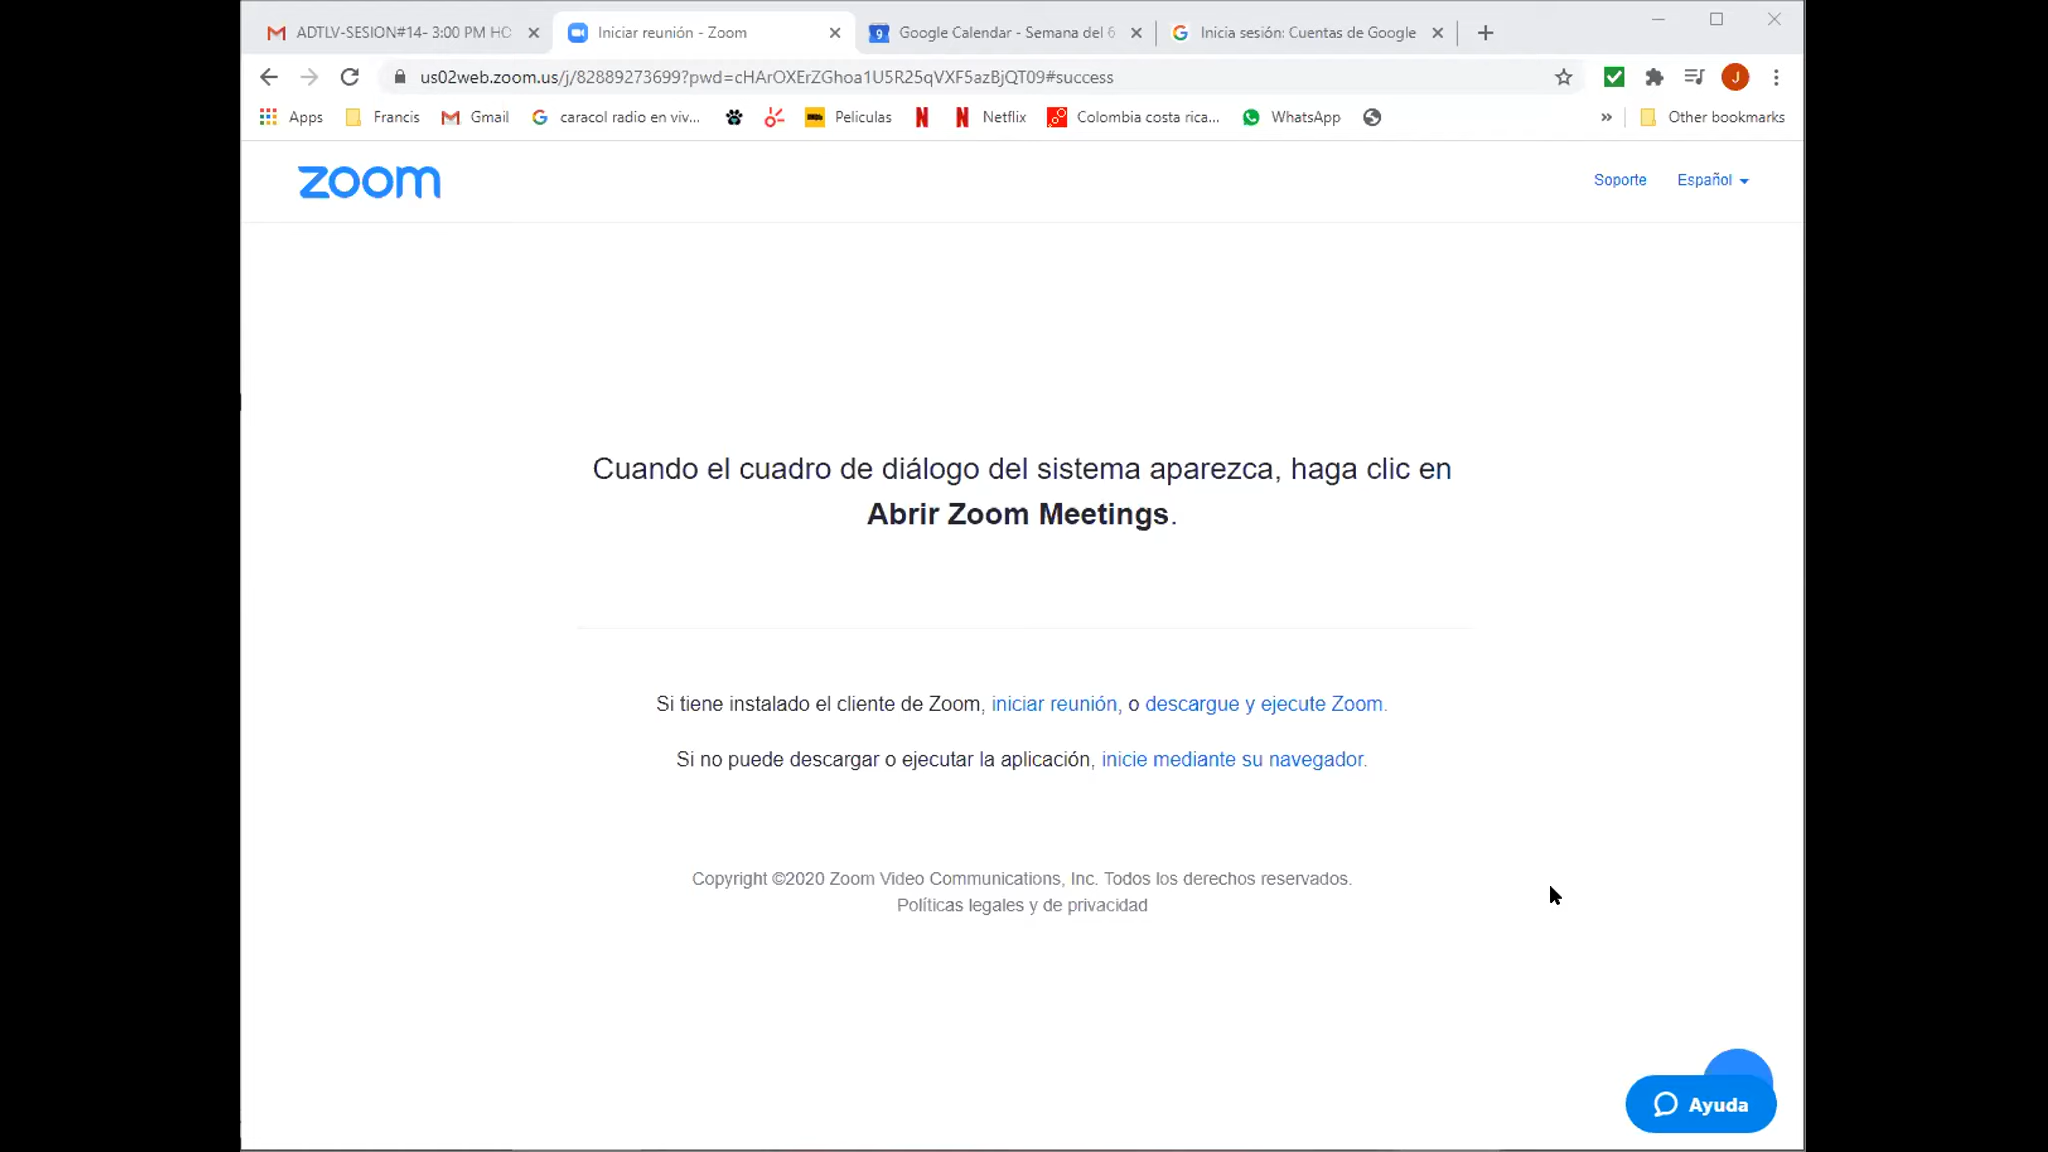 ADTLV-SESION#14- 3:00 PM HO
Iniciar reunión - Zoom
Google Calendar - Semana del 6
Inicia sesión: Cuentas de Google
us02web.zoom.us/j/82889273699?pwd=cHArOXErZGhoa1U5R25qVXF5azBjQT09#success
J
Apps
Francis
Gmail
caracol radio en viv...
Peliculas
Netflix
Colombia costa rica...
WhatsApp
Other bookmarks
zoom
Soporte
Español
Cuando el cuadro de diálogo del sistema aparezca, haga clic en
Abrir Zoom Meetings.
Si tiene instalado el cliente de Zoom, iniciar reunión, o descargue y ejecute Zoom.
Si no puede descargar o ejecutar la aplicación, inicie mediante su navegador.
Copyright ©2020 Zoom Video Communications, Inc. Todos los derechos reservados.
Políticas legales y de privacidad
Ayuda